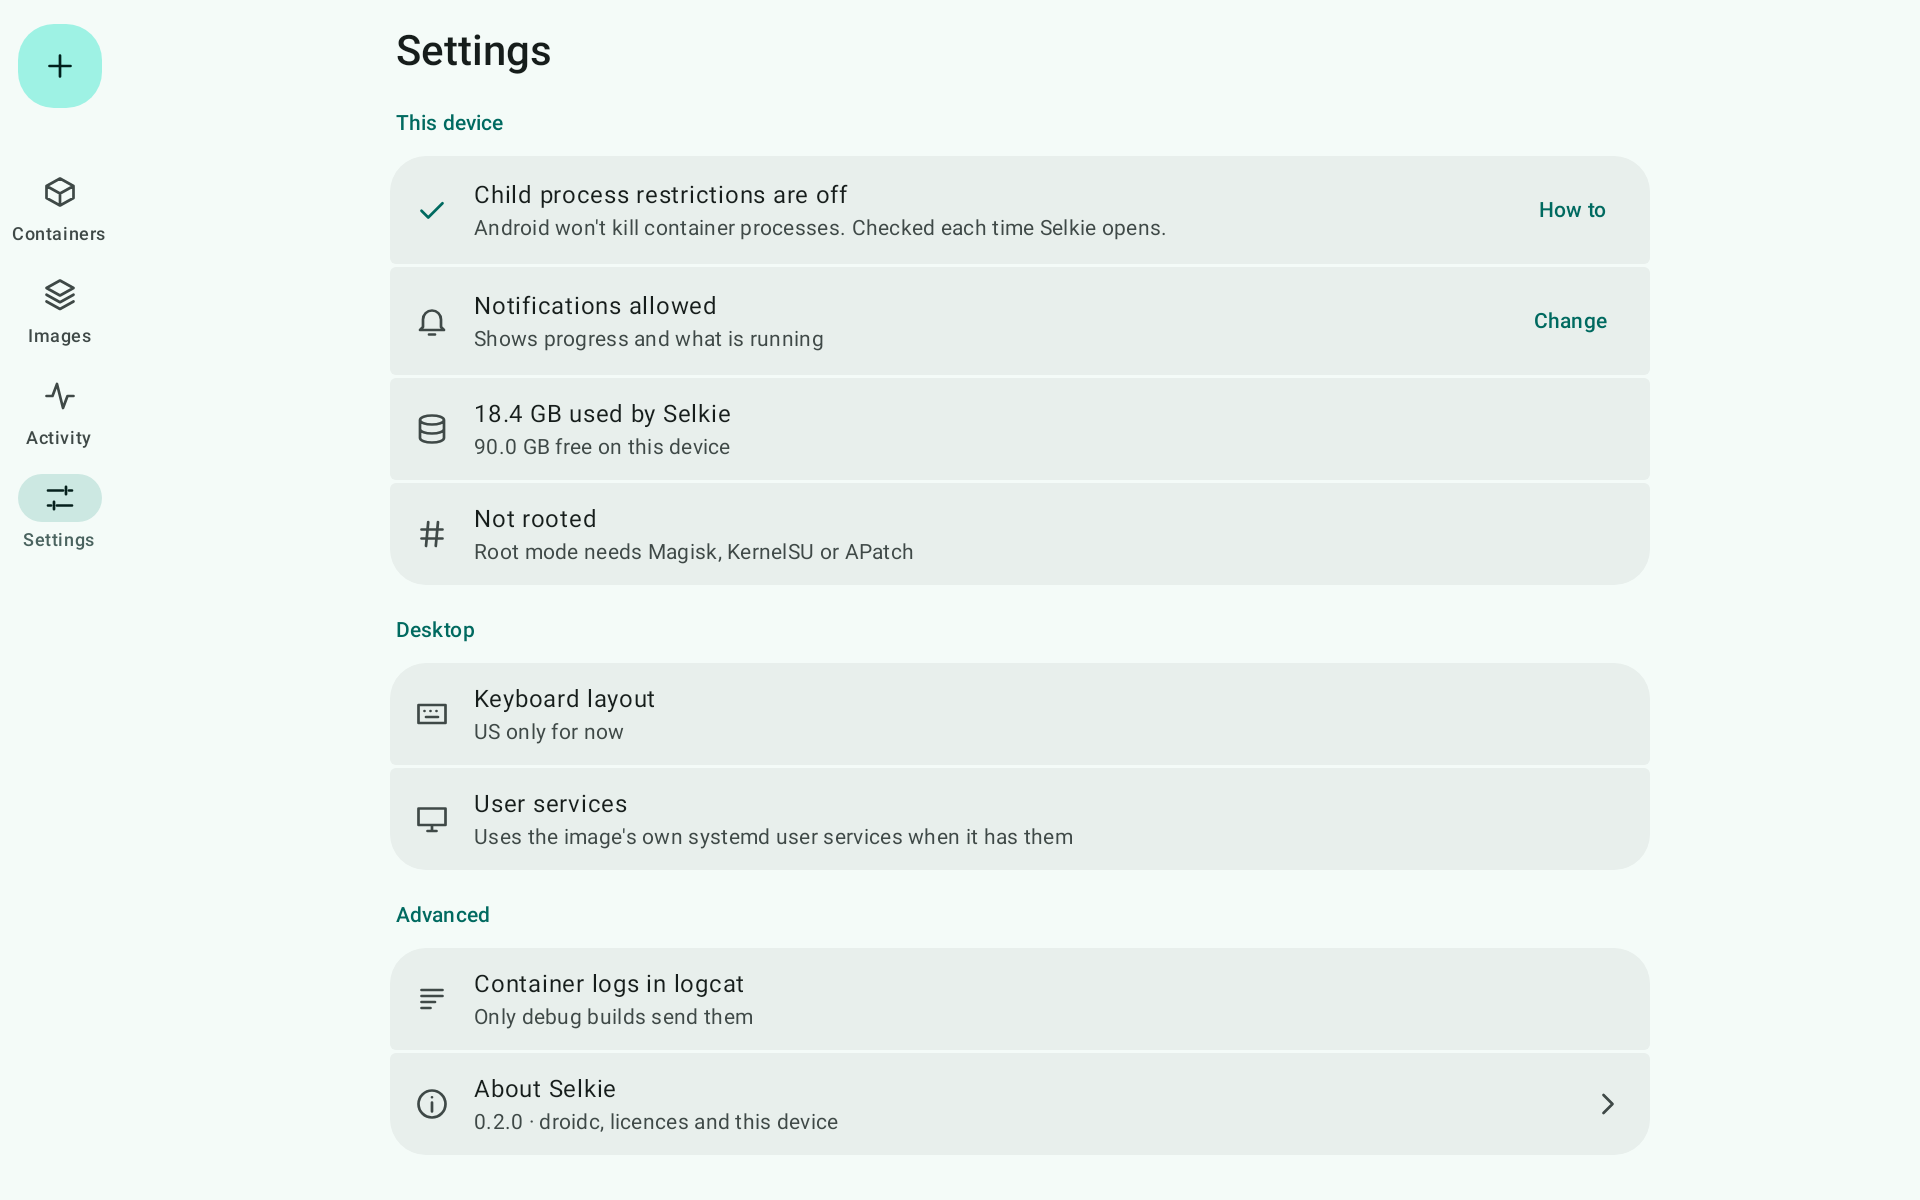 Settings
This device
Child process restrictions are off
Android won't kill container processes. Checked each time Selkie opens.
How to
Notifications allowed
Shows progress and what is running
Change
18.4 GB used by Selkie
90.0 GB free on this device
Not rooted
Root mode needs Magisk, KernelSU or APatch
Desktop
Keyboard layout
US only for now
User services
Uses the image's own systemd user services when it has them
Advanced
Container logs in logcat
Only debug builds send them
About Selkie
0.2.0 · droidc, licences and this device
Containers
Images
Activity
Settings